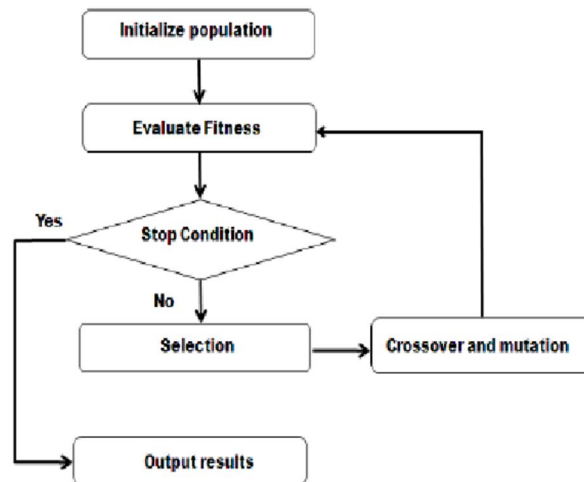 Initialize population
Evaluate Fitness
Yes
Stop Condition
No
Selection
Crossover and mutation
Output results